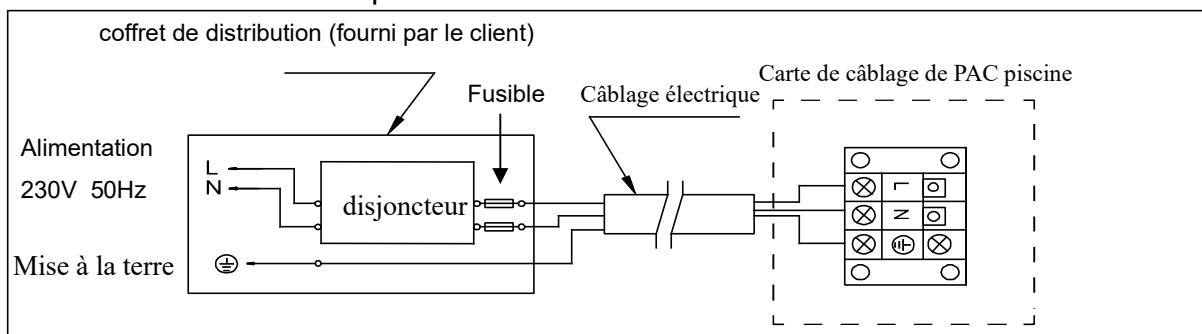 coffret de distribution (fourni par le client)
Carte de câblage de PAC piscine
Fusible
Câblage électrique
Alimentation
230V 50Hz
L
N
disjoncteur
Mise à la terre
L
N